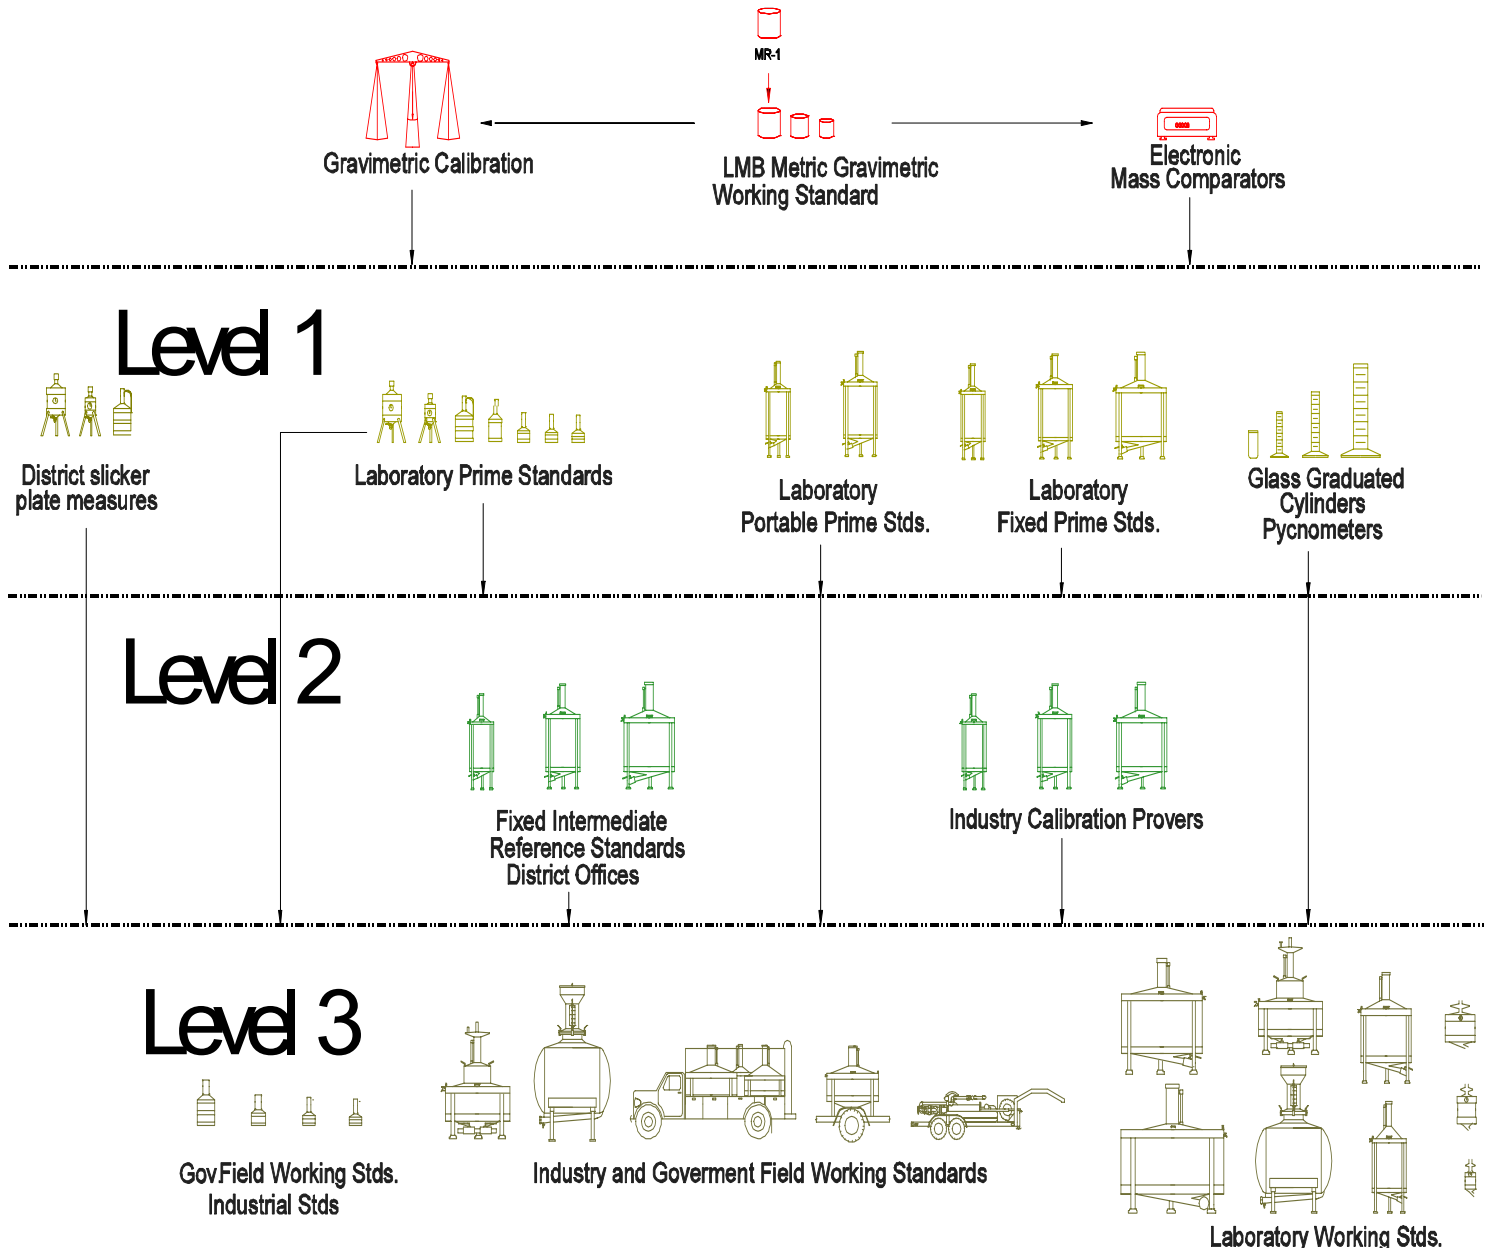 MR-1
Gravimetric Calibration
LMB Metric Gravimetric
Working Standard
Electronic
Mass Comparators
Level 1
District slicker
plate measures
Laboratory Prime Standards
Laboratory
Portable Prime Stds.
Laboratory
Fixed Prime Stds.
Glass Graduated
Cylinders
Pycnometers
Level 2
Fixed Intermediate
Reference Standards
District Offices
Industry Calibration Provers
Level 3
Gov.Field Working Stds.
Industrial Stds
Industry and Goverment Field Working Standards
Laboratory Working Stds.